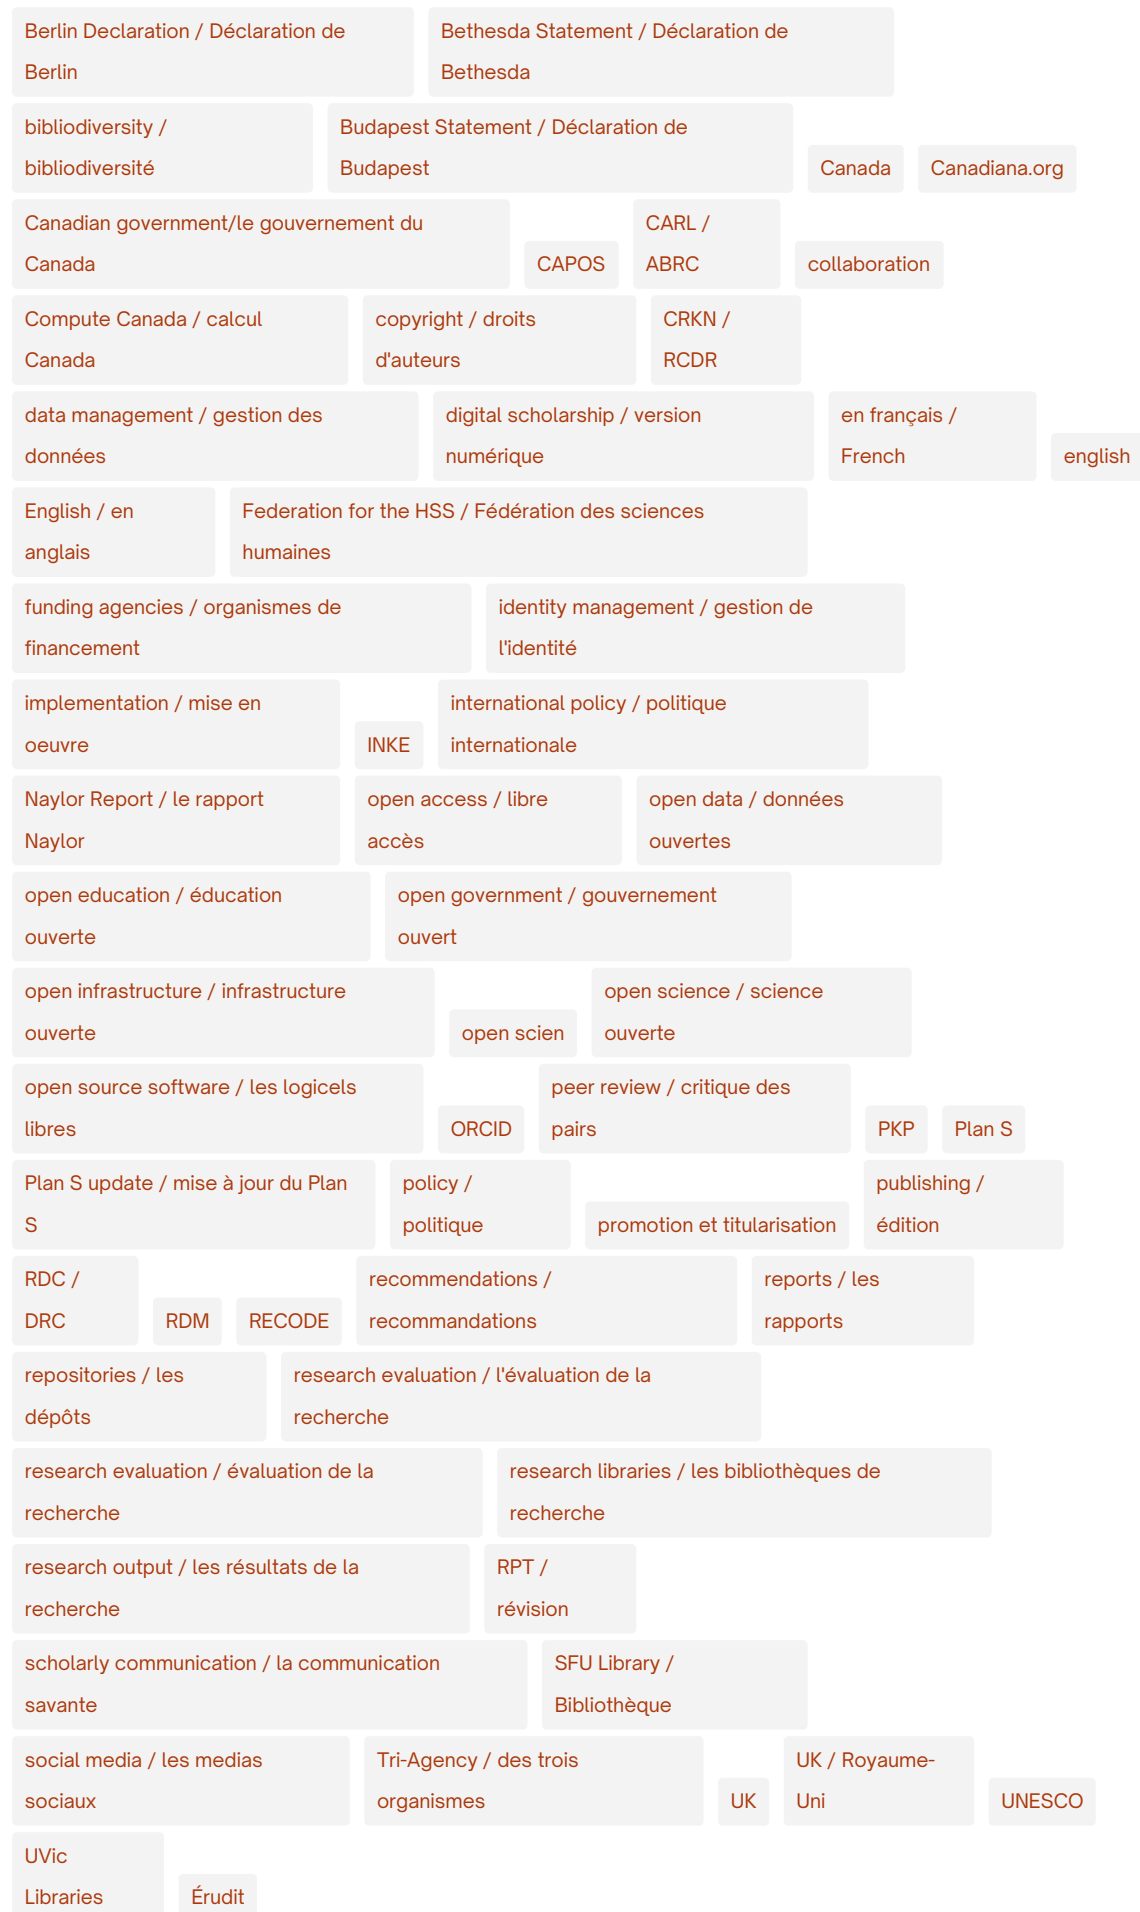 Berlin Declaration / Déclaration de
Berlin
Bethesda Statement / Déclaration de
Bethesda
bibliodiversity /
bibliodiversité
Budapest Statement / Déclaration de
Budapest
Canada
Canadiana.org
Canadian government/le gouvernement du
Canada
CAPOS
CARL /
ABRC
collaboration
Compute Canada / calcul
Canada
copyright / droits
d'auteurs
CRKN /
RCDR
data management / gestion des
données
digital scholarship / version
numérique
en français /
French
english
English / en
anglais
Federation for the HSS / Fédération des sciences
humaines
funding agencies / organismes de
financement
identity management / gestion de
l'identité
implementation / mise en
oeuvre
INKE
international policy / politique
internationale
Naylor Report / le rapport
Naylor
open access / libre
accès
open data / données
ouvertes
open education / éducation
ouverte
open government / gouvernement
ouvert
open infrastructure / infrastructure
ouverte
open scien
open science / science
ouverte
open source software / les logicels
libres
ORCID
peer review / critique des
pairs
PKP
Plan S
Plan S update / mise à jour du Plan
S
policy /
politique
promotion et titularisation
publishing /
édition
RDC /
DRC
RDM
RECODE
recommendations /
recommandations
reports / les
rapports
repositories / les
dépôts
research evaluation / l'évaluation de la
recherche
research evaluation / évaluation de la
recherche
research libraries / les bibliothèques de
recherche
research output / les résultats de la
recherche
RPT /
révision
scholarly communication / la communication
savante
SFU Library /
Bibliothèque
social media / les medias
sociaux
Tri-Agency / des trois
organismes
UK
UK / Royaume-
Uni
UNESCO
UVic
Libraries
Érudit